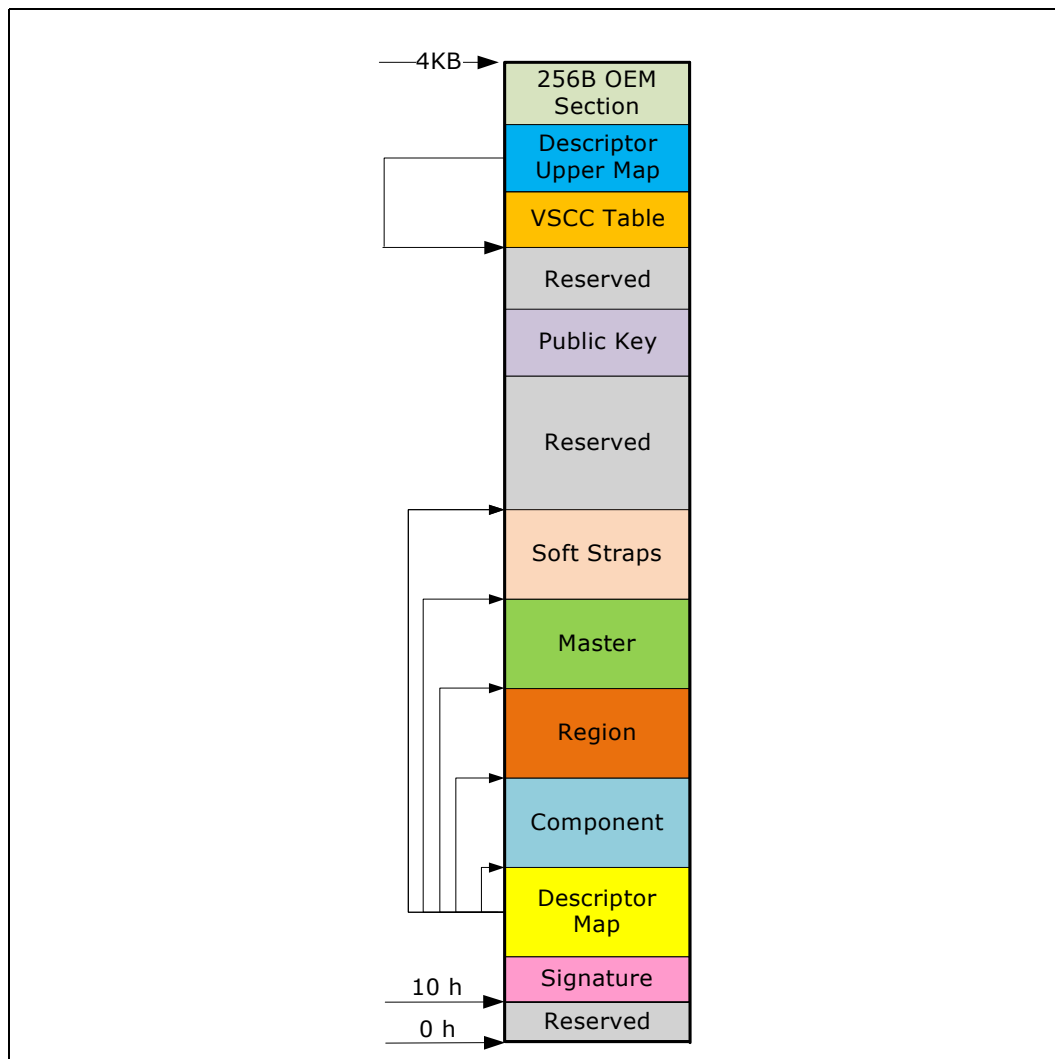 4KB
256B OEM
Section
Descriptor
Upper Map
VSCC Table
Reserved
Public Key
Reserved
Soft Straps
Master
Region
Component
Descriptor
Map
Signature
10 h
Reserved
0 h